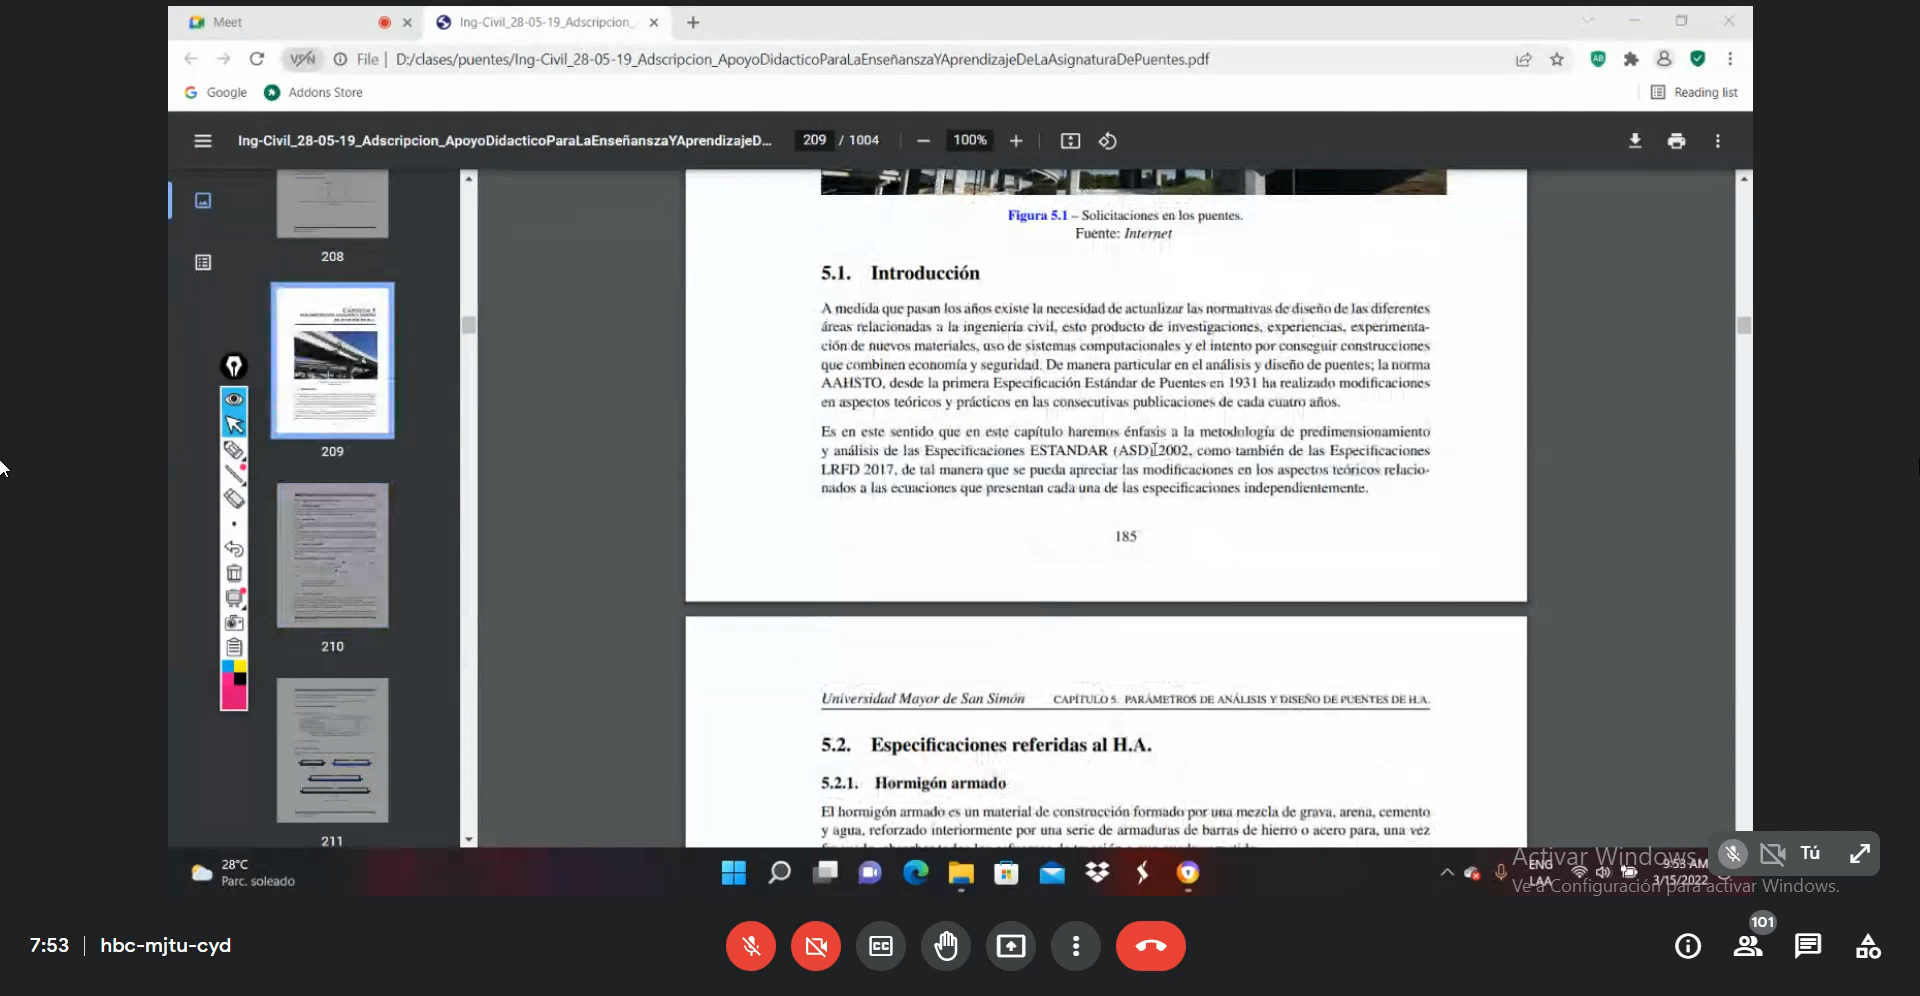 Meet
Ing-Civil_28-05-19_Adscripcion_
File | D:/clases/puentes/Ing-Civil_28-05-19_Adscripcion_ApoyoDidacticoParaLaEnseñanszaYAprendizajeDeLaAsignaturaDePuentes.pdf
Google
Addons Store
Reading list
Ing-Civil_28-05-19_Adscripcion_ApoyoDidacticoParaLaEnseñanszaYAprendizajeD...
209 / 1004
100%
208
209
210
211
Figura 5.1 – Solicitaciones en los puentes.
Fuente: Internet
5.1. Introducción
A medida que pasan los años existe la necesidad de actualizar las normativas de diseño de las diferentes
áreas relacionadas a la ingeniería civil, esto producto de investigaciones, experiencias, experimenta-
ción de nuevos materiales, uso de sistemas computacionales y el intento por conseguir construcciones
que combinen economía y seguridad. De manera particular en el análisis y diseño de puentes; la norma
AAHSTO, desde la primera Especificación Estándar de Puentes en 1931 ha realizado modificaciones
en aspectos teóricos y prácticos en las consecutivas publicaciones de cada cuatro años.
Es en este sentido que en este capítulo haremos énfasis a la metodología de predimensionamiento
y análisis de las Especificaciones ESTANDAR (ASD) 2002, como también de las Especificaciones
LRFD 2017, de tal manera que se pueda apreciar las modificaciones en los aspectos teóricos relacio-
nados a las ecuaciones que presentan cada una de las especificaciones independientemente.
185
Universidad Mayor de San Simón CAPÍTULO 5. PARÁMETROS DE ANÁLISIS Y DISEÑO DE PUENTES DE H.A.
5.2. Especificaciones referidas al H.A.
5.2.1. Hormigón armado
El hormigón armado es un material de construcción formado por una mezcla de grava, arena, cemento
y agua, reforzado interiormente por una serie de armaduras de barras de hierro o acero para, una vez
28°C
Parc. soleado
ENG
LAA
9:53 AM
3/15/2022
Activar Windows
Ve a Configuración para activar Windows.
Tú
7:53 | hbc-mjtu-cyd
101